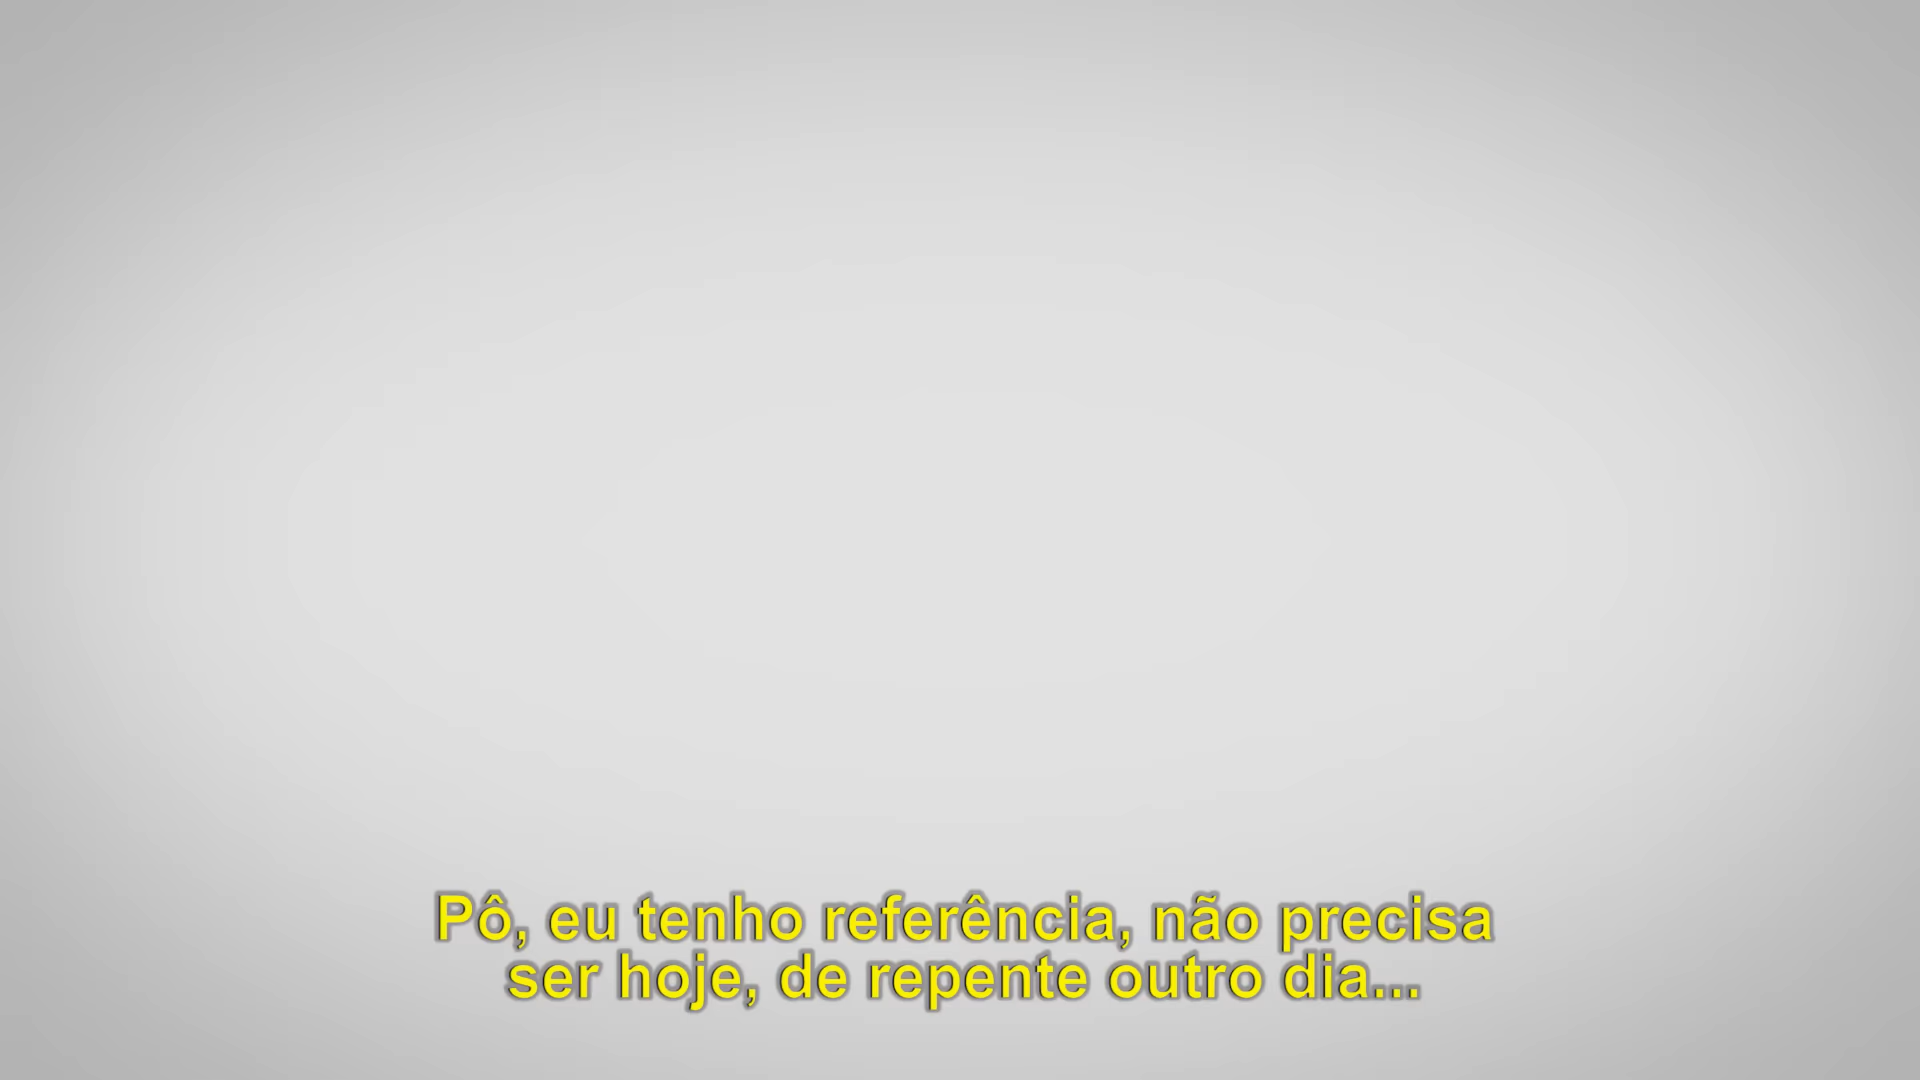 Pô, eu tenho referência, não precisa
ser hoje, de repente outro dia...